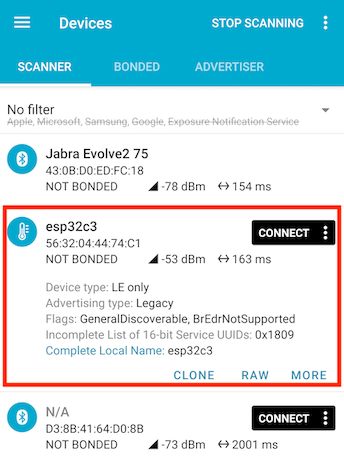 Devices STOP SCANNING
SCANNER BONDED ADVERTISER
No filter
Apple, Microsoft, Samsung, Google, Exposure Notification Service
Jabra Evolve2 75
43:0B:D0:ED:FC:18
NOT BONDED -78 dBm 154 ms
esp32c3 CONNECT
56:32:04:44:74:C1
NOT BONDED -53 dBm 163 ms
Device type: LE only
Advertising type: Legacy
Flags: GeneralDiscoverable, BrEdrNotSupported
Incomplete List of 16-bit Service UUIDs: 0x1809
Complete Local Name: esp32c3
CLONE RAW MORE
N/A CONNECT
D3:8B:41:64:D0:8B
NOT BONDED -73 dBm 2001 ms